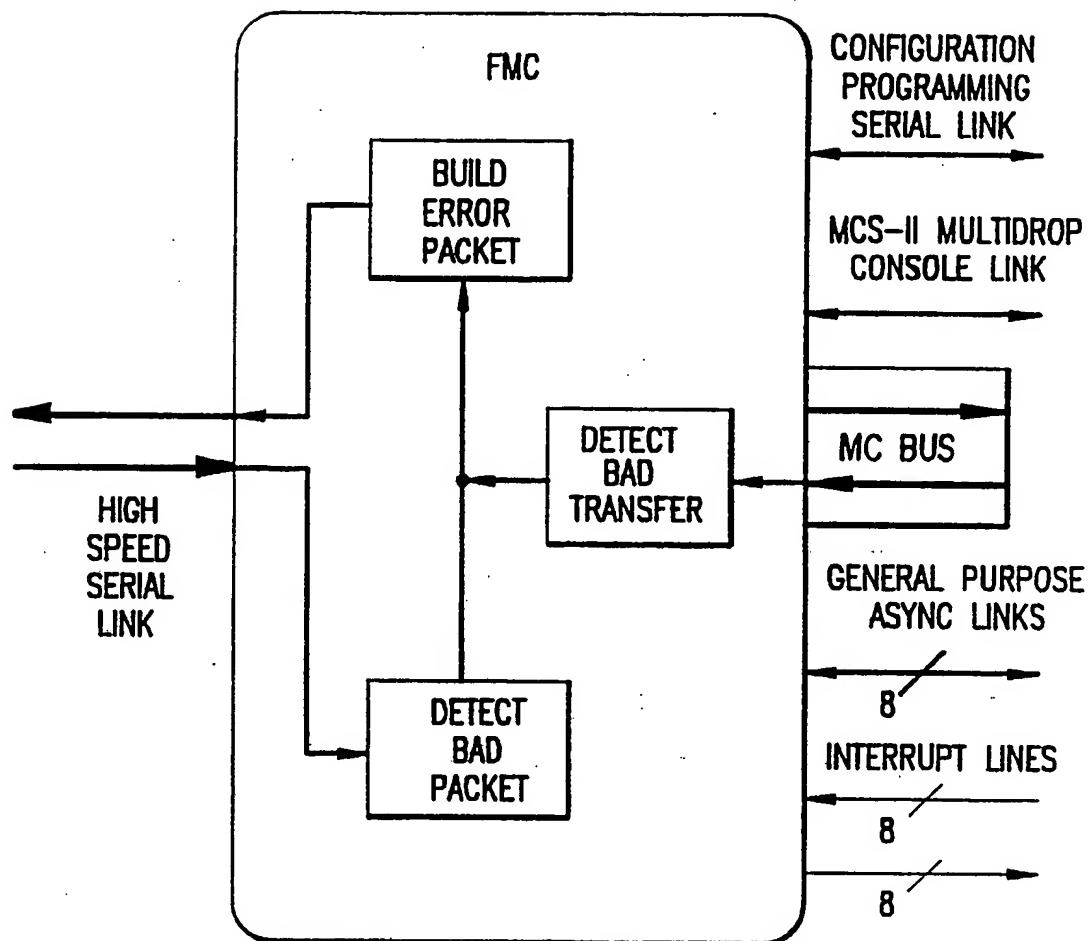 FMC
CONFIGURATION
PROGRAMMING
SERIAL LINK
BUILD
ERROR
PACKET
MCS-II MULTIDROP
CONSOLE LINK
DETECT
BAD
TRANSFER
MC BUS
HIGH
SPEED
SERIAL
LINK
GENERAL PURPOSE
ASYNC LINKS
8
DETECT
BAD
PACKET
INTERRUPT LINES
8
8